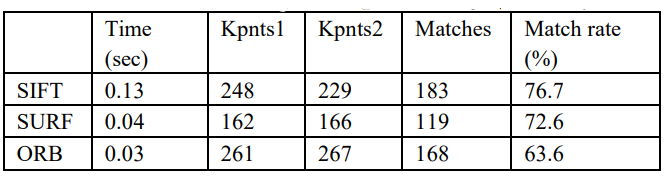 Time (sec) Kpnts1 Kpnts2 Matches Match rate (%)
SIFT 0.13 248 229 183 76.7
SURF 0.04 162 166 119 72.6
ORB 0.03 261 267 168 63.6